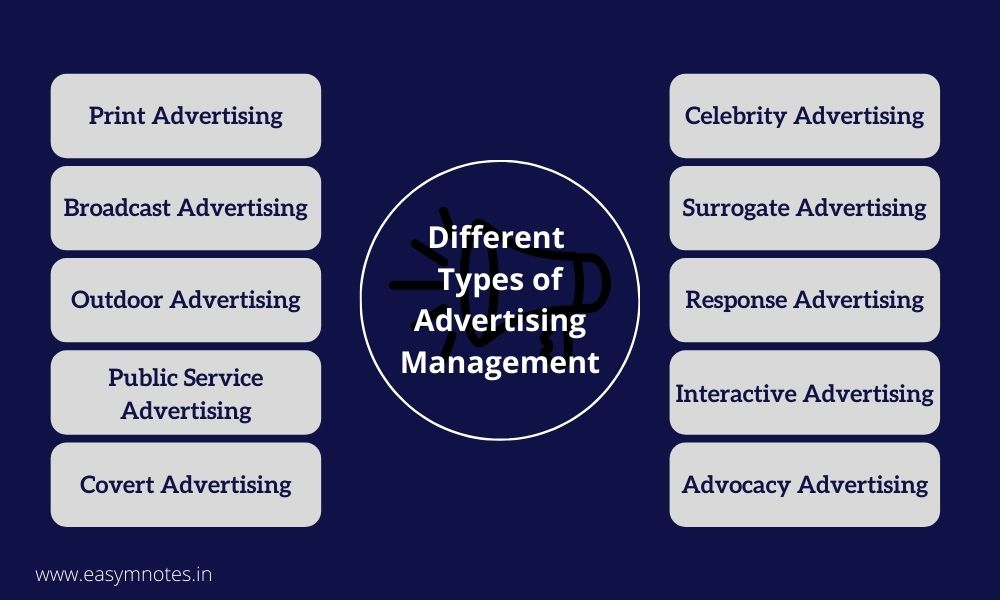 Print Advertising
Broadcast Advertising
Outdoor Advertising
Public Service
Advertising
Covert Advertising
Different
Types of
Advertising
Management
Celebrity Advertising
Surrogate Advertising
Response Advertising
Interactive Advertising
Advocacy Advertising
www.easymnotes.in